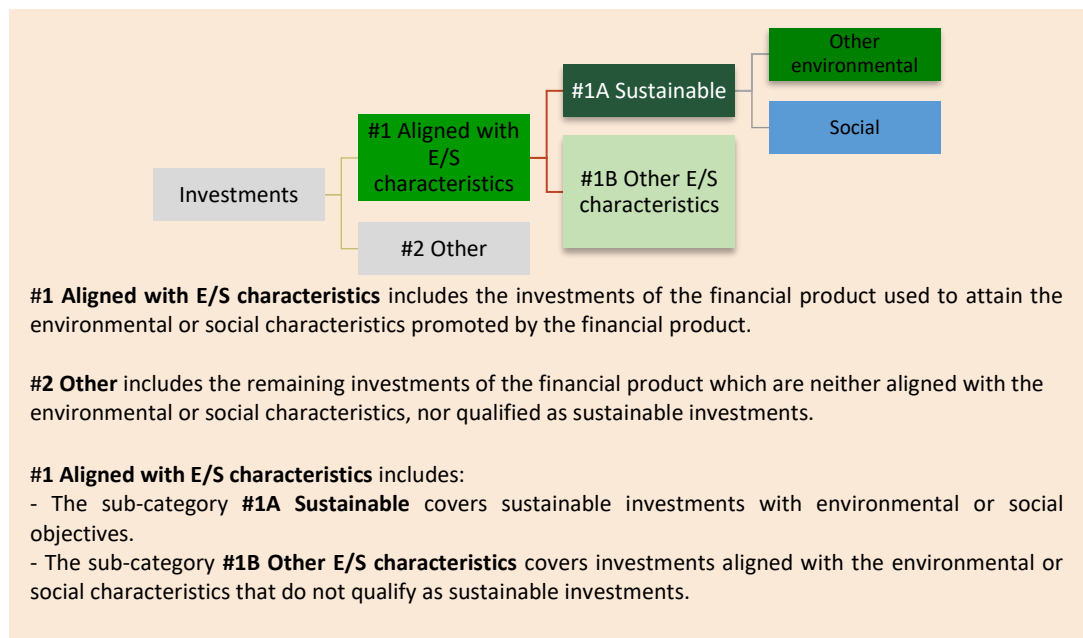 Other
environmental
#1A Sustainable
#1 Aligned with
E/S
characteristics
Social
#1B Other E/S
characteristics
Investments
#2 Other
#1 Aligned with E/S characteristics includes the investments of the financial product used to attain the
environmental or social characteristics promoted by the financial product.
#2 Other includes the remaining investments of the financial product which are neither aligned with the
environmental or social characteristics, nor qualified as sustainable investments.
#1 Aligned with E/S characteristics includes:
- The sub-category #1A Sustainable covers sustainable investments with environmental or social
objectives.
- The sub-category #1B Other E/S characteristics covers investments aligned with the environmental or
social characteristics that do not qualify as sustainable investments.